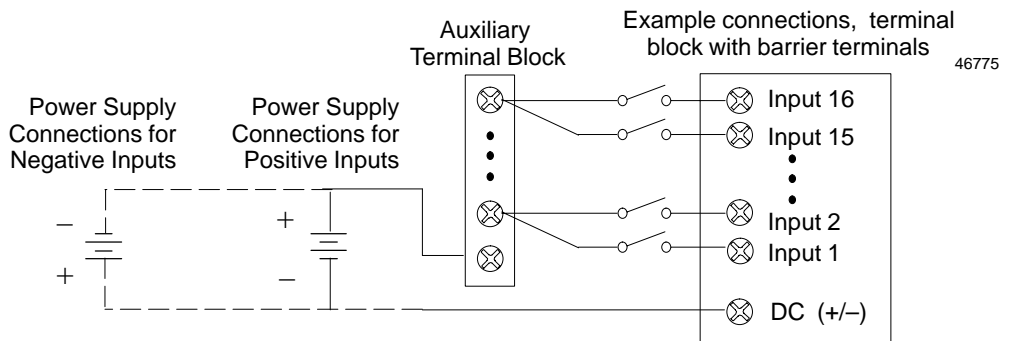 Example connections, terminal
block with barrier terminals
46775
Auxiliary
Terminal Block
Power Supply
Connections for
Negative Inputs
Power Supply
Connections for
Positive Inputs
Input 16
Input 15
Input 2
Input 1
DC (+/–)
–
+
+
–